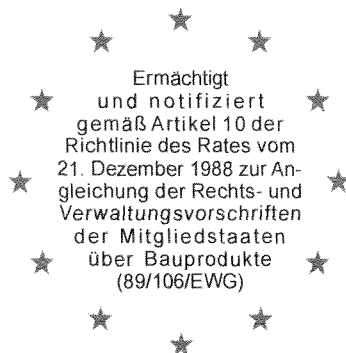 Ermächtigt
und notifiziert
gemäß Artikel 10 der
Richtlinie des Rates vom
21. Dezember 1988 zur An-
gleichung der Rechts- und
Verwaltungsvorschriften
der Mitgliedstaaten
über Bauprodukte
(89/106/EWG)